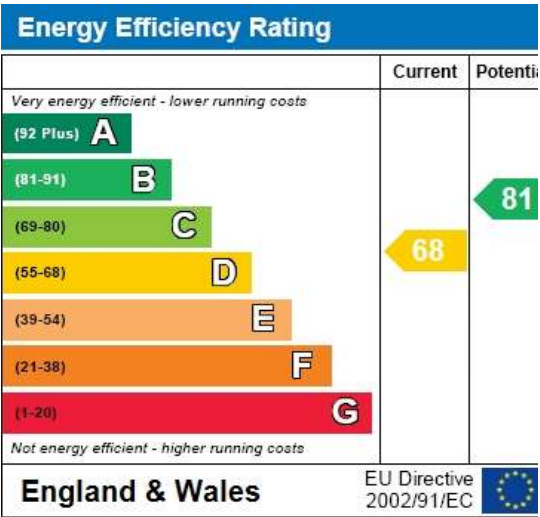 Energy Efficiency Rating
Current Potentia
Very energy efficient - lower running costs
(92 Plus) A
(81-91) B
81
(69-80) C
68
(55-68) D
(39-54) E
(21-38) F
(1-20) G
Not energy efficient - higher running costs
England & Wales
EU Directive
2002/91/EC